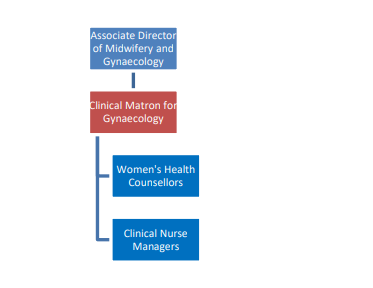 Associate Director
of Midwifery and
Gynaecology
Clinical Matron for
Gynaecology
Women's Health
Counsellors
Clinical Nurse
Managers